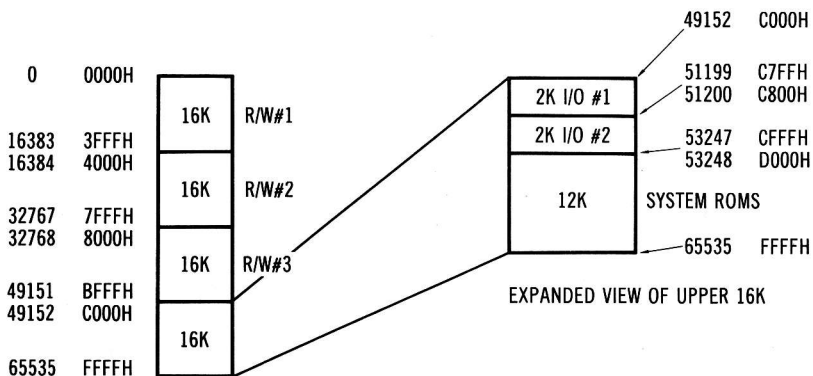 0 0000H
16K R/W#1
16383 3FFFH
16384 4000H
16K R/W#2
32767 7FFFH
32768 8000H
16K R/W#3
49151 BFFFH
49152 C000H
16K
65535 FFFFH
49152 C000H
2K I/O #1
51199 C7FFH
51200 C800H
2K I/O #2
53247 CFFFH
53248 D000H
12K SYSTEM ROMS
65535 FFFFH
EXPANDED VIEW OF UPPER 16K